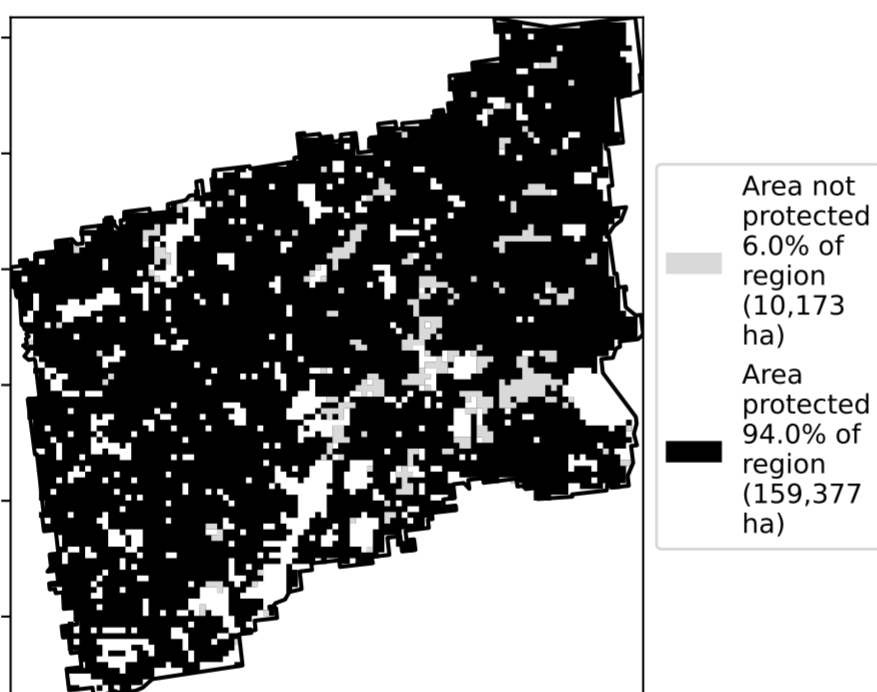 Area not
protected
6.0% of
region
(10,173
ha)
Area
protected
94.0% of
region
(159,377
ha)